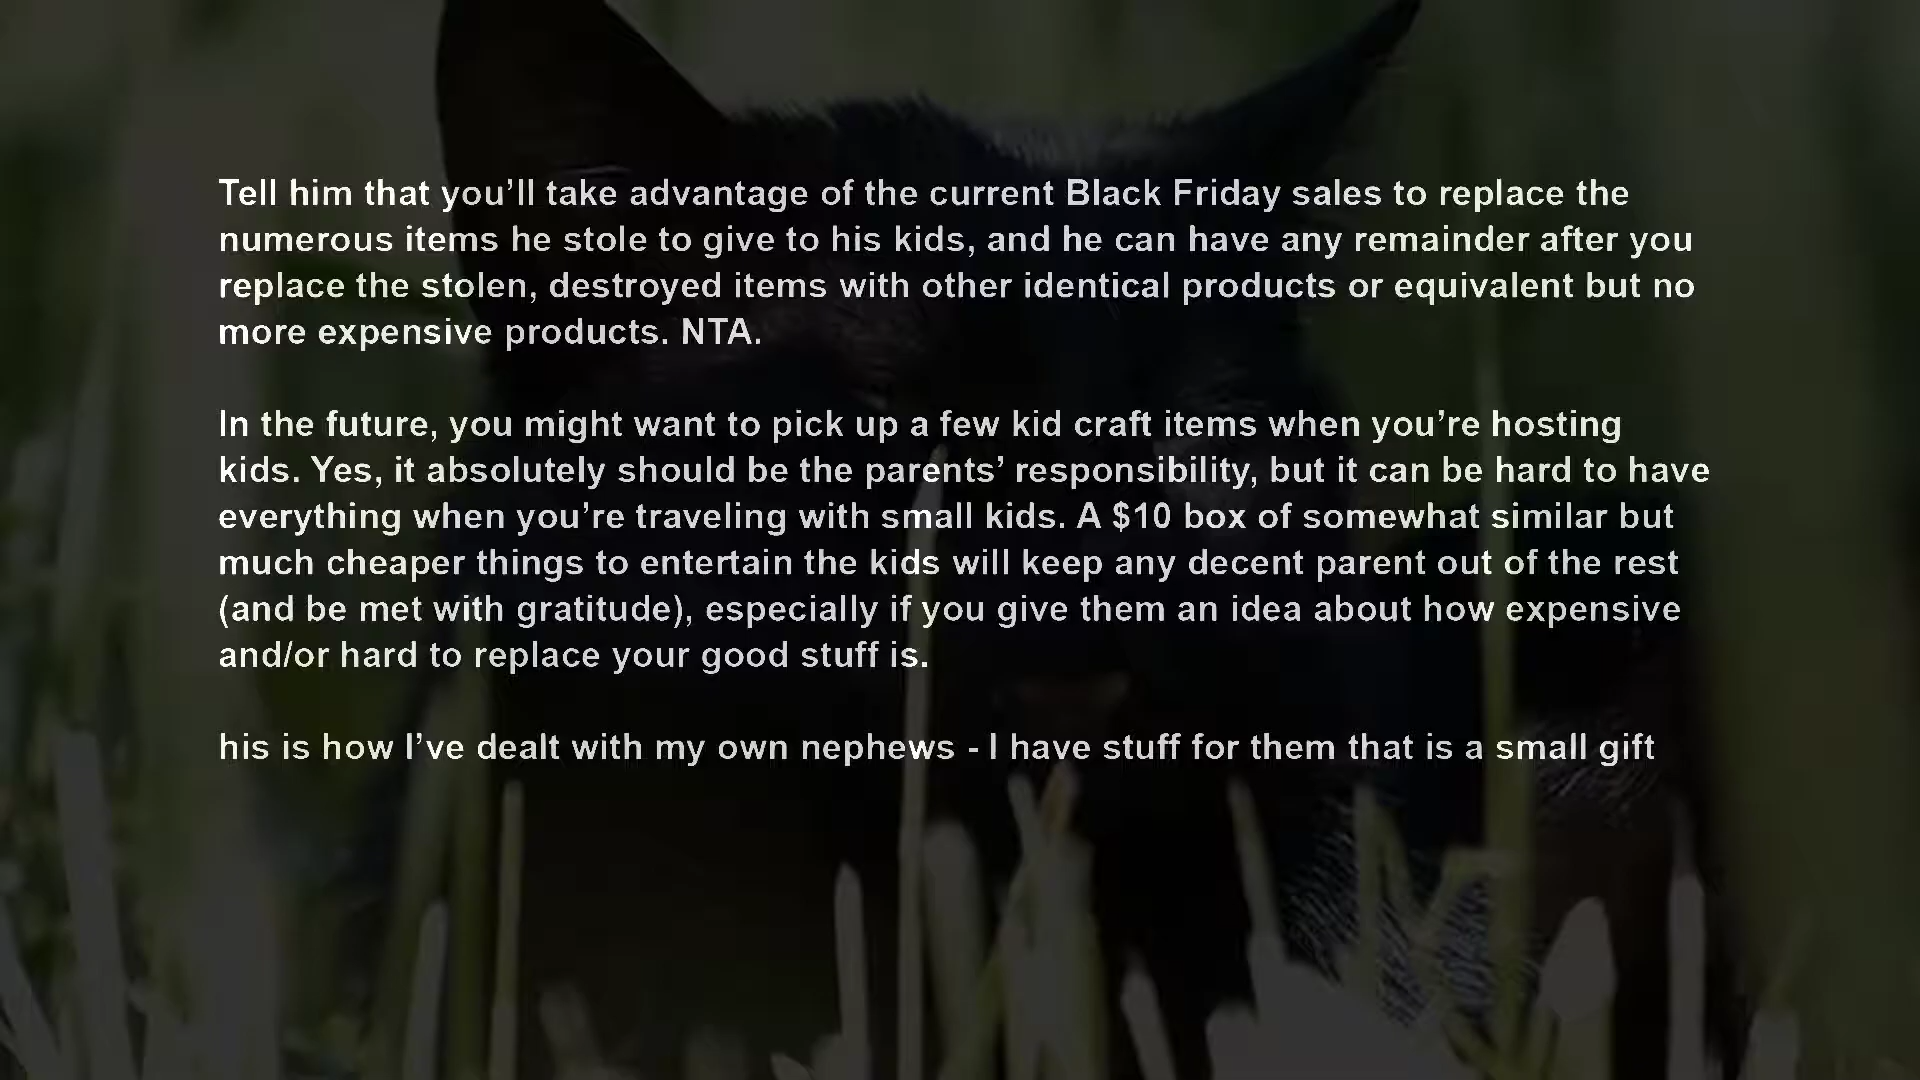 Tell him that you’ll take advantage of the current Black Friday sales to replace the
numerous items he stole to give to his kids, and he can have any remainder after you
replace the stolen, destroyed items with other identical products or equivalent but no
more expensive products. NTA.
In the future, you might want to pick up a few kid craft items when you’re hosting
kids. Yes, it absolutely should be the parents’ responsibility, but it can be hard to have
everything when you’re traveling with small kids. A $10 box of somewhat similar but
much cheaper things to entertain the kids will keep any decent parent out of the rest
(and be met with gratitude), especially if you give them an idea about how expensive
and/or hard to replace your good stuff is.
his is how I’ve dealt with my own nephews - I have stuff for them that is a small gift